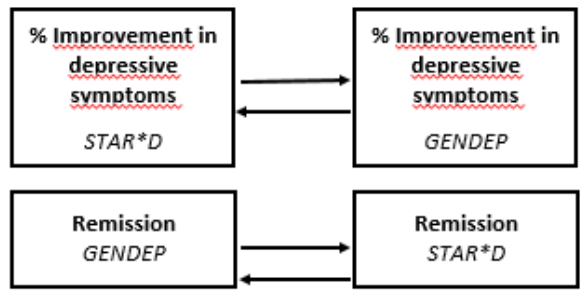 % Improvement in
depressive
symptoms
STAR*D
% Improvement in
depressive
symptoms
GENDEP
Remission
GENDEP
Remission
STAR*D